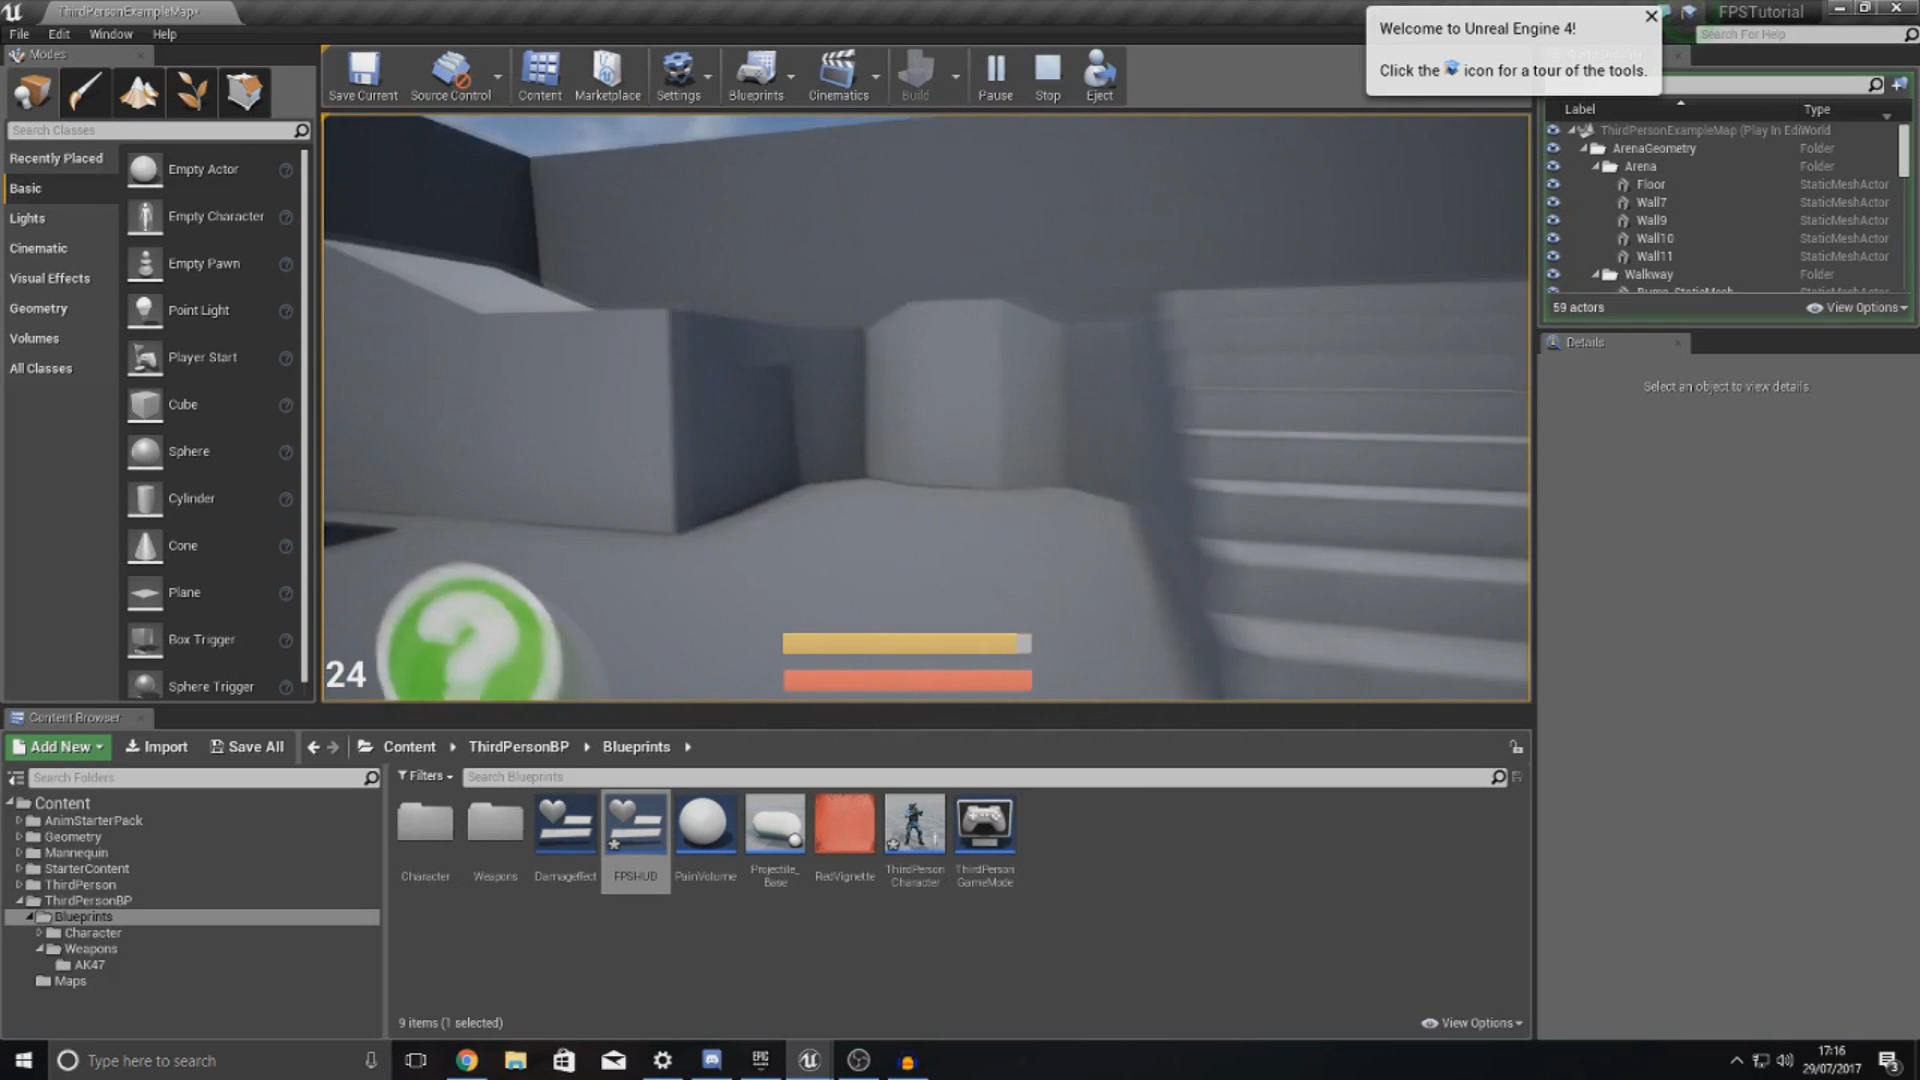 ThirdPersonExampleMap*
FPSTutorial
File Edit Window Help
Search For Help
Welcome to Unreal Engine 4!
Click the icon for a tour of the tools.
Modes
Save Current Source Control Content Marketplace Settings Blueprints Cinematics Build Pause Stop Eject
Search Classes
Recently Placed
Basic
Lights
Cinematic
Visual Effects
Geometry
Volumes
All Classes
Empty Actor
Empty Character
Empty Pawn
Point Light
Player Start
Cube
Sphere
Cylinder
Cone
Plane
Box Trigger
Sphere Trigger
24
Label Type
ThirdPersonExampleMap (Play In Edi World
ArenaGeometry Folder
Arena Folder
Floor StaticMeshActor
Wall7 StaticMeshActor
Wall9 StaticMeshActor
Wall10 StaticMeshActor
Wall11 StaticMeshActor
Walkway Folder
Bump_StaticMesh StaticMeshActor
59 actors View Options
Details
Select an object to view details
Content Browser
Add New Import Save All Content ThirdPersonBP Blueprints
Search Folders
Filters Search Blueprints
Content
AnimStarterPack
Geometry
Mannequin
StarterContent
ThirdPerson
ThirdPersonBP
Blueprints
Character
Weapons
AK47
Maps
Character
Weapons
Damageeffect
FPSHUD
PainVolume
Projectile_
Base
RedVignette
ThirdPerson
Character
ThirdPerson
GameMode
9 items (1 selected) View Options
Type here to search
EPIC
17:16
29/07/2017
3